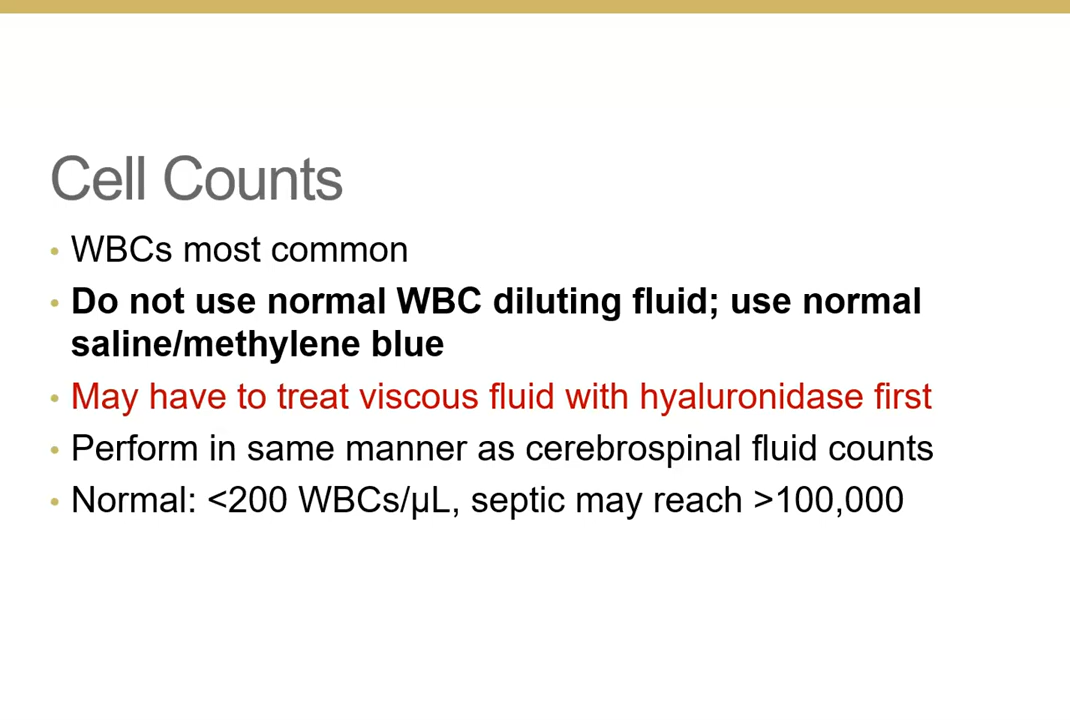 Cell Counts
• WBCs most common
• Do not use normal WBC diluting fluid; use normal
saline/methylene blue
• May have to treat viscous fluid with hyaluronidase first
• Perform in same manner as cerebrospinal fluid counts
• Normal: <200 WBCs/μL, septic may reach >100,000